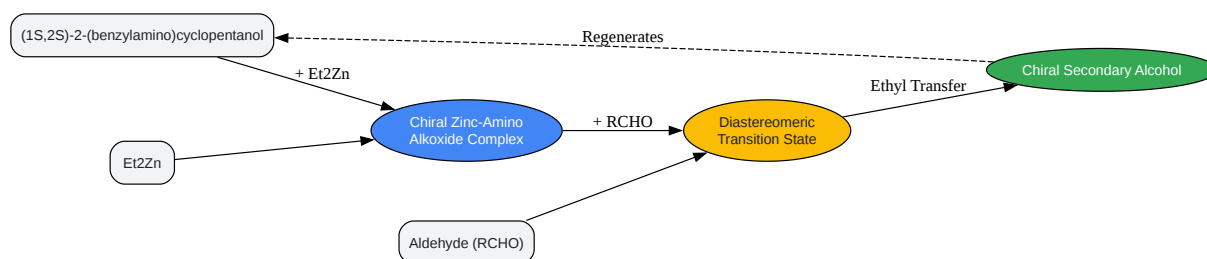 (1S,2S)-2-(benzylamino)cyclopentanol
Regenerates
+ Et2Zn
Chiral Secondary Alcohol
Ethyl Transfer
Chiral Zinc-Amino
Alkoxide Complex
+ RCHO
Diastereomeric
Transition State
Et2Zn
Aldehyde (RCHO)